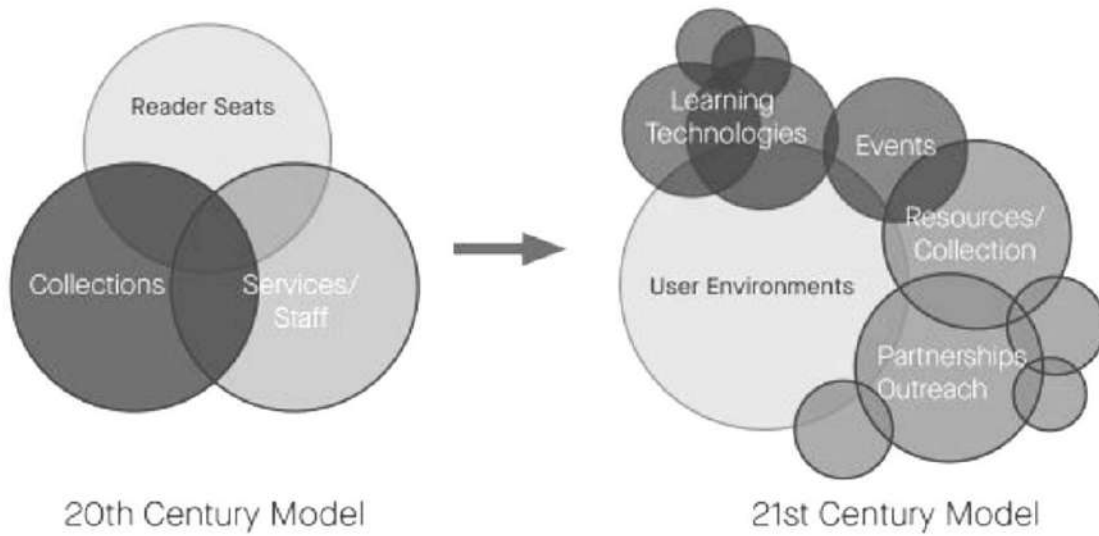 Reader Seats
Collections
Services/
Staff
20th Century Model
Learning
Technologies
Events
Resources/
Collection
User Environments
Partnerships
Outreach
21st Century Model